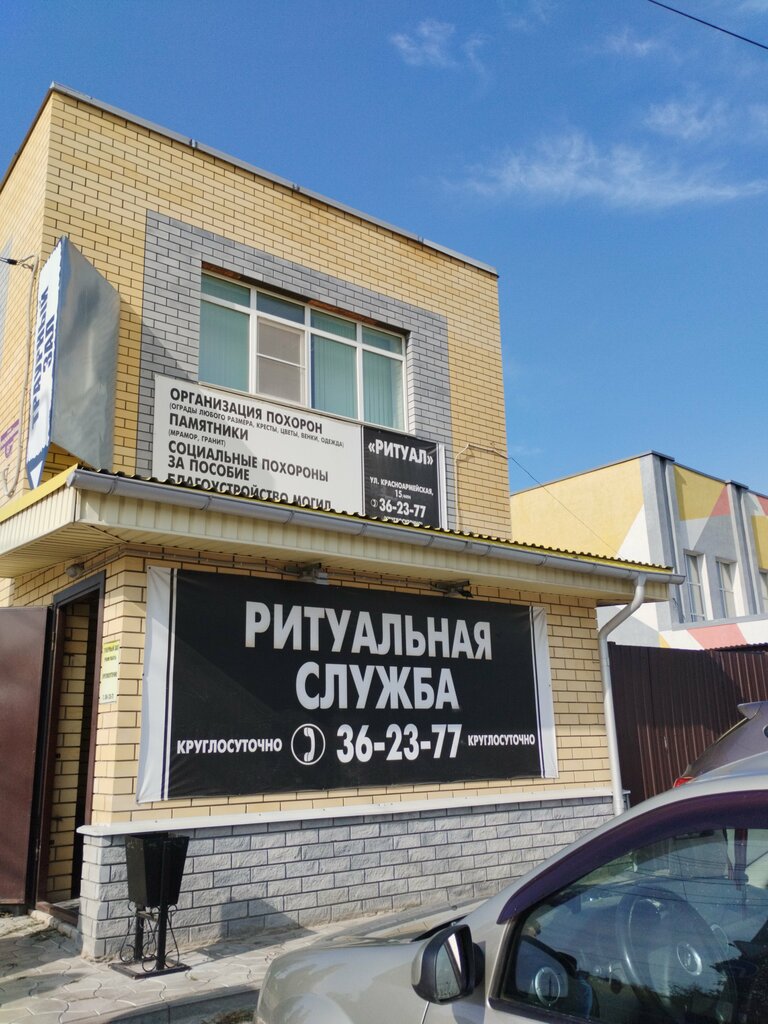 ОРГАНИЗАЦИЯ ПОХОРОН
(ОГРАДЫ ЛЮБОГО РАЗМЕРА, КРЕСТЫ, ЦВЕТЫ, ВЕНКИ, ОДЕЖДА)
ПАМЯТНИКИ
(МРАМОР, ГРАНИТ)
СОЦИАЛЬНЫЕ ПОХОРОНЫ
ЗА ПОСОБИЕ
БЛАГОУСТРОЙСТВО МОГИЛ
«РИТУАЛ»
УЛ. КРАСНОАРМЕЙСКАЯ,
15,
36-23-77
РИТУАЛЬНАЯ
СЛУЖБА
КРУГЛОСУТОЧНО 36-23-77 КРУГЛОСУТОЧНО